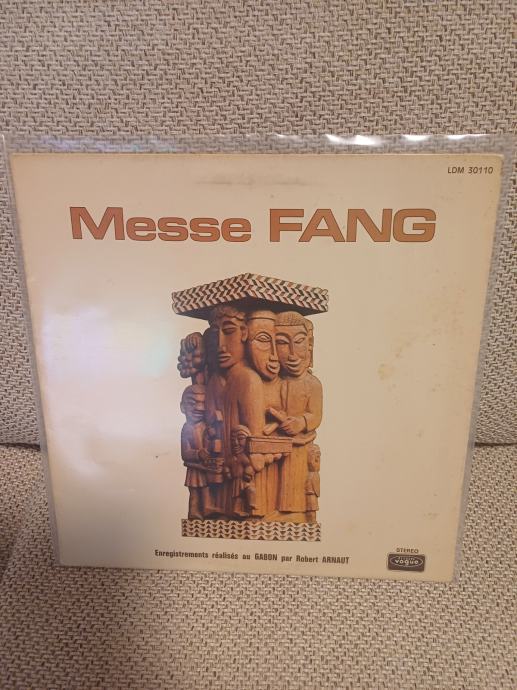 LDM 30110
Messe FANG
Enregistrements réalisés au GABON par Robert ARNAUT
STEREO
vogue